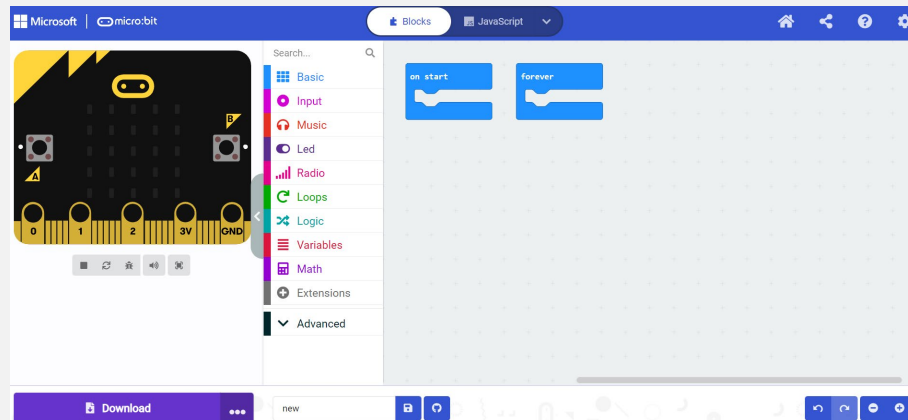 Microsoft | micro:bit
Blocks
JavaScript
Search...
Basic
Input
Music
Led
Radio
Loops
Logic
Variables
Math
Extensions
Advanced
on start
forever
B
A
0 1 2 3V GND
Download
new